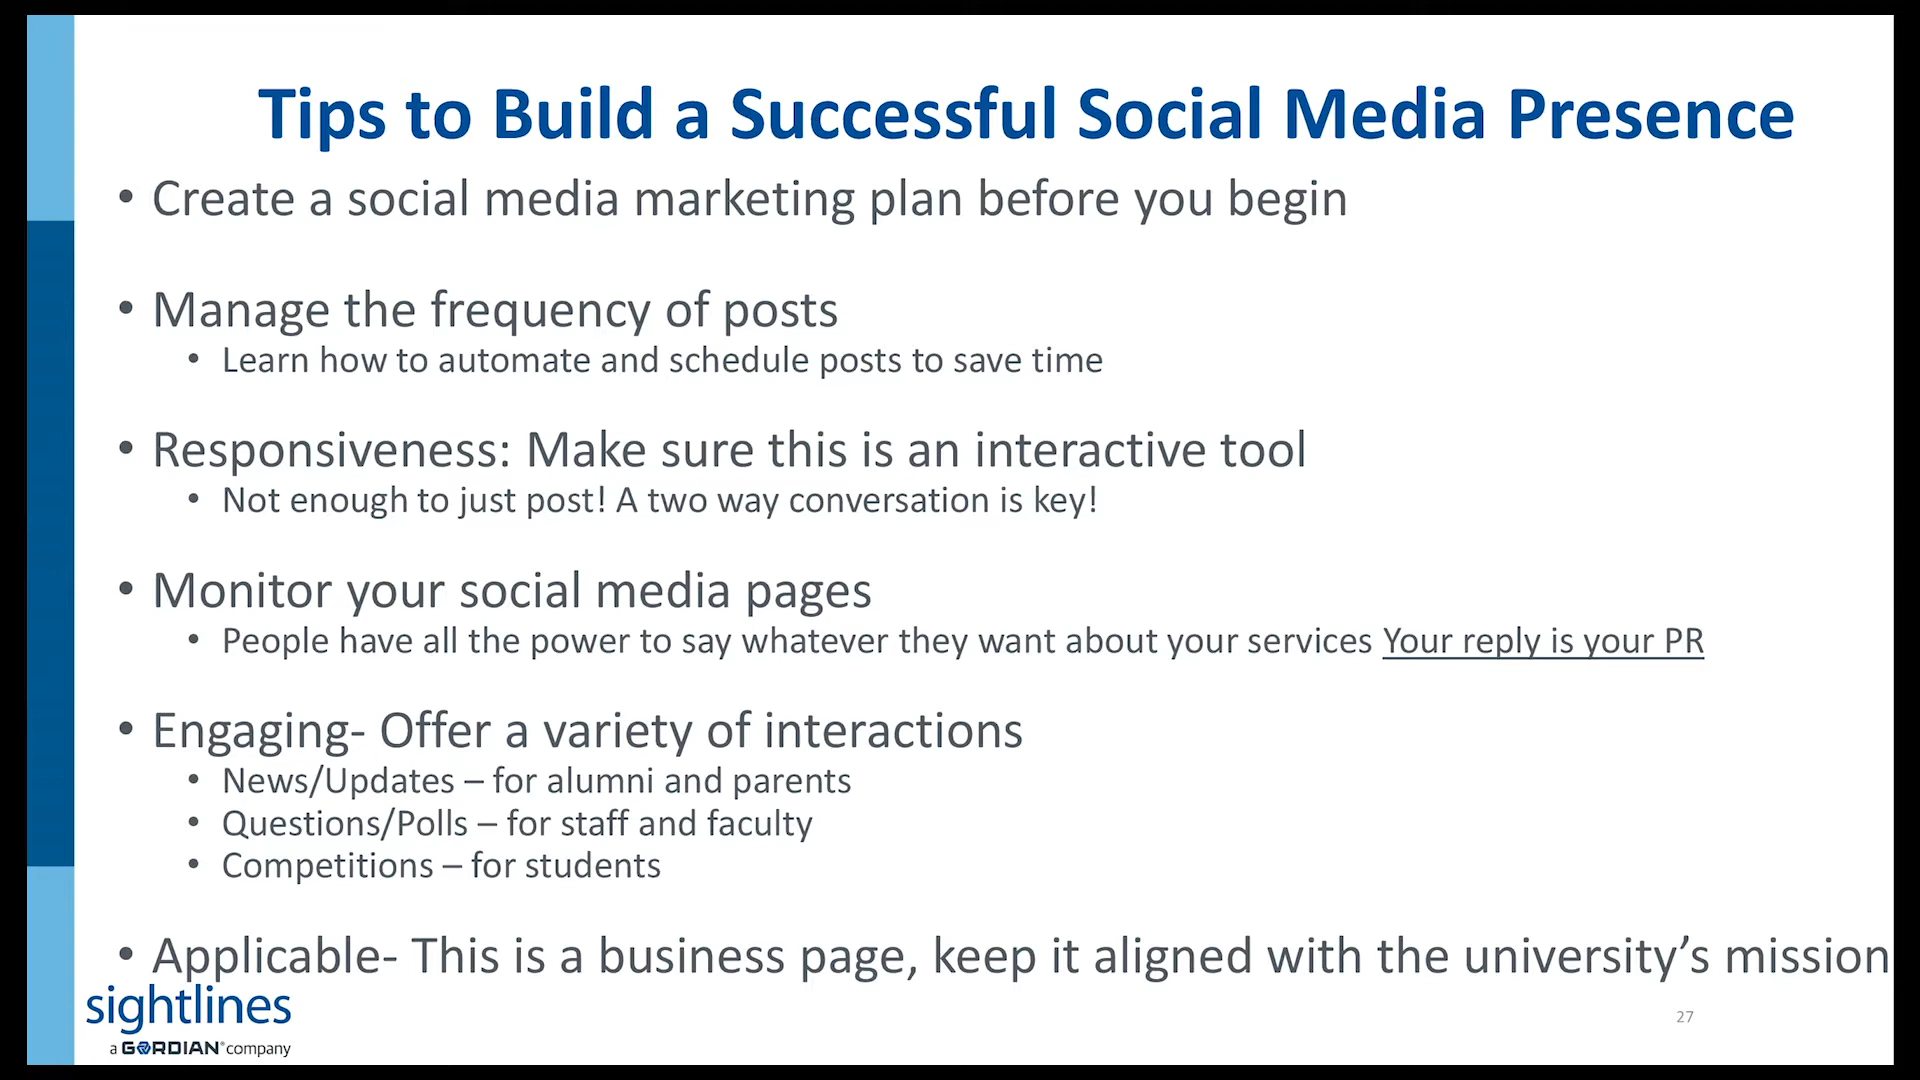 Tips to Build a Successful Social Media Presence
• Create a social media marketing plan before you begin
• Manage the frequency of posts
• Learn how to automate and schedule posts to save time
• Responsiveness: Make sure this is an interactive tool
• Not enough to just post! A two way conversation is key!
• Monitor your social media pages
• People have all the power to say whatever they want about your services Your reply is your PR
• Engaging- Offer a variety of interactions
• News/Updates – for alumni and parents
• Questions/Polls – for staff and faculty
• Competitions – for students
• Applicable- This is a business page, keep it aligned with the university’s mission
sightlines
a GORDIAN® company
27